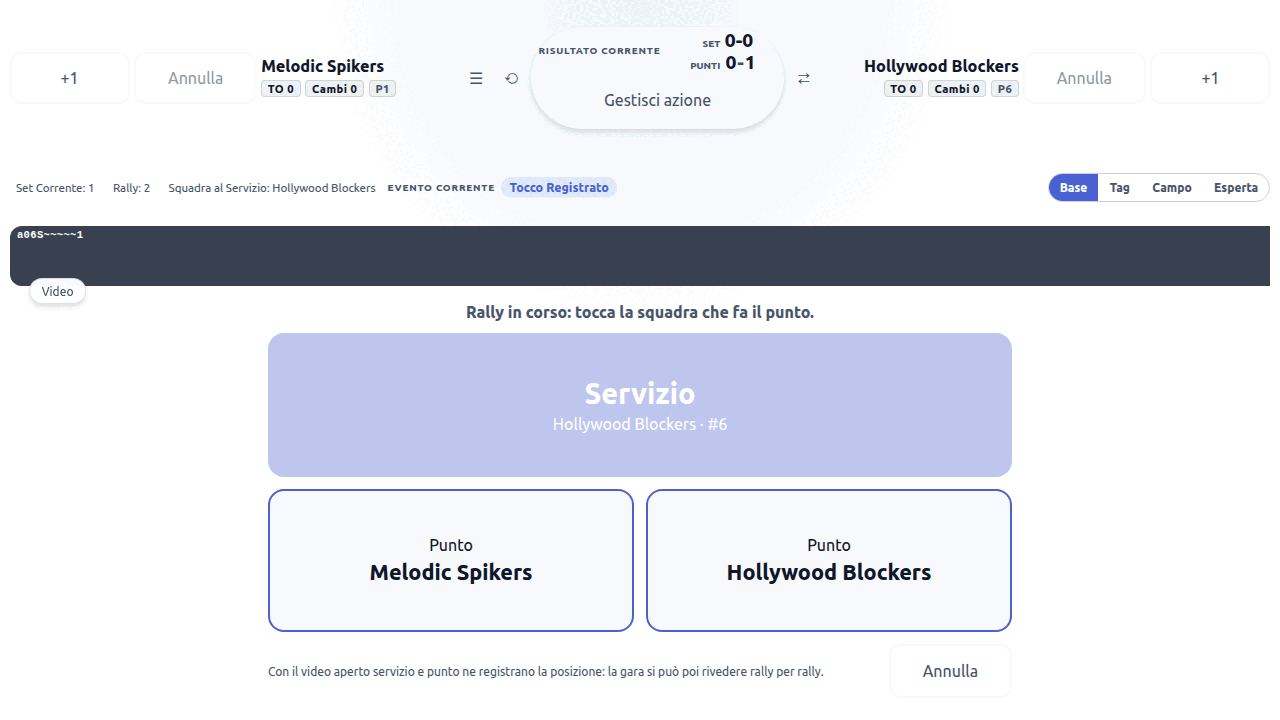 +1
Annulla
Melodic Spikers
TO 0 Cambi 0 P1
RISULTATO CORRENTE
SET 0-0
PUNTI 0-1
Gestisci azione
Hollywood Blockers
TO 0 Cambi 0 P6
Annulla
+1
Set Corrente: 1 Rally: 2 Squadra al Servizio: Hollywood Blockers EVENTO CORRENTE Tocco Registrato
Base Tag Campo Esperta
a06S~~~~~1
Video
Rally in corso: tocca la squadra che fa il punto.
Servizio
Hollywood Blockers · #6
Punto
Melodic Spikers
Punto
Hollywood Blockers
Con il video aperto servizio e punto ne registrano la posizione: la gara si può poi rivedere rally per rally.
Annulla